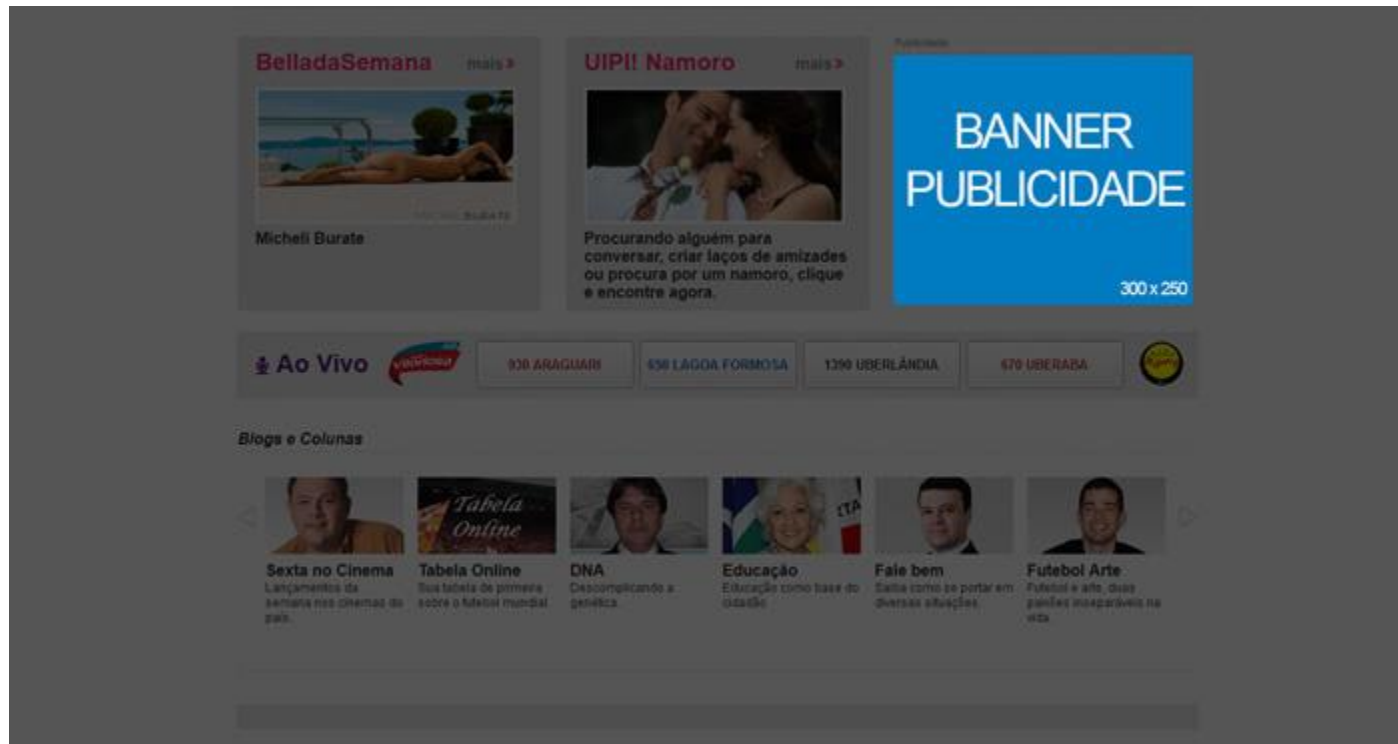 BelladaSemana mais »
Micheli Burate
UIPI! Namoro mais »
Procurando alguém para
conversar, criar laços de amizades
ou procura por um namoro, clique
e encontre agora.
Publicidade
BANNER
PUBLICIDADE
300 x 250
Ao Vivo
vitoriosa
930 ARAGUARI
650 LAGOA FORMOSA
1390 UBERLÂNDIA
670 UBERABA
Blogs e Colunas
Sexta no Cinema
Lançamentos da
semana nos cinemas do
país.
Tabela
Online
Tabela Online
Sua tabela de primeira
sobre o futebol mundial
DNA
Descomplicando a
genética
Educação
Educação como base do
cidadão
Fale bem
Saiba como se portar em
diversas situações.
Futebol Arte
Futebol e arte, duas
paixões inseparáveis na
vida